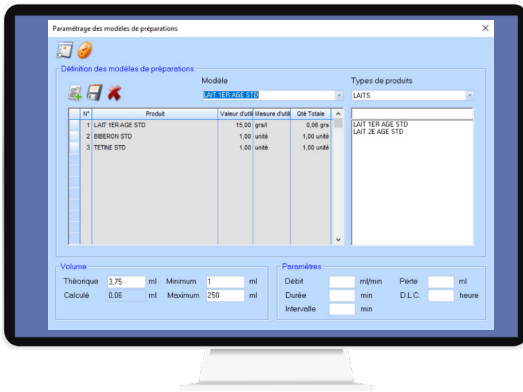 Paramétrage des modèles de préparations
Définition des modèles de préparations
Modèle
Types de produits
LAIT 1ER AGE STD
LAITS
N° Produit Valeur d'utili Mesure d'utili Qté Totale
1 LAIT 1ER AGE STD 15,00 grs/l 0,06 grs
2 BIBERON STD 1,00 unité 1,00 unité
3 TETINE STD 1,00 unité 1,00 unité
LAIT 1ER AGE STD
LAIT 2E AGE STD
Volume
Théorique 3,75 ml Minimum 1 ml
Calculé 0,06 ml Maximum 250 ml
Paramètres
Débit ml/min Perte ml
Durée min D.L.C. heure
Intervalle min